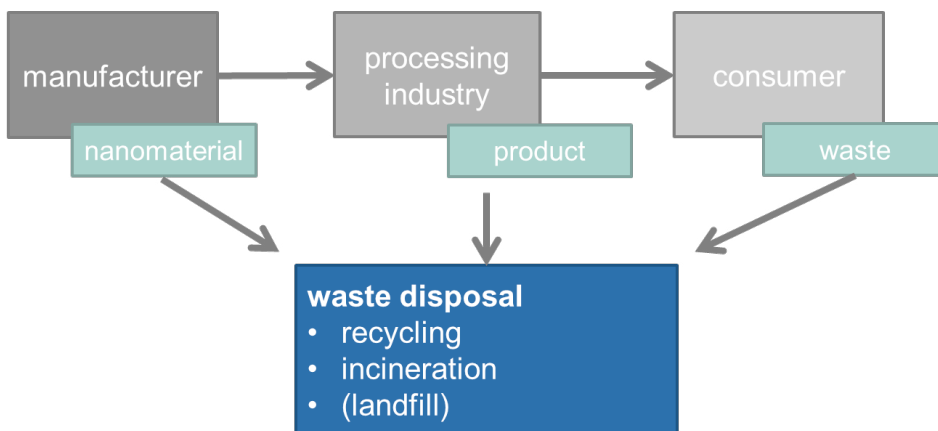 manufacturer
processing
industry
consumer
nanomaterial
product
waste
waste disposal
• recycling
• incineration
• (landfill)